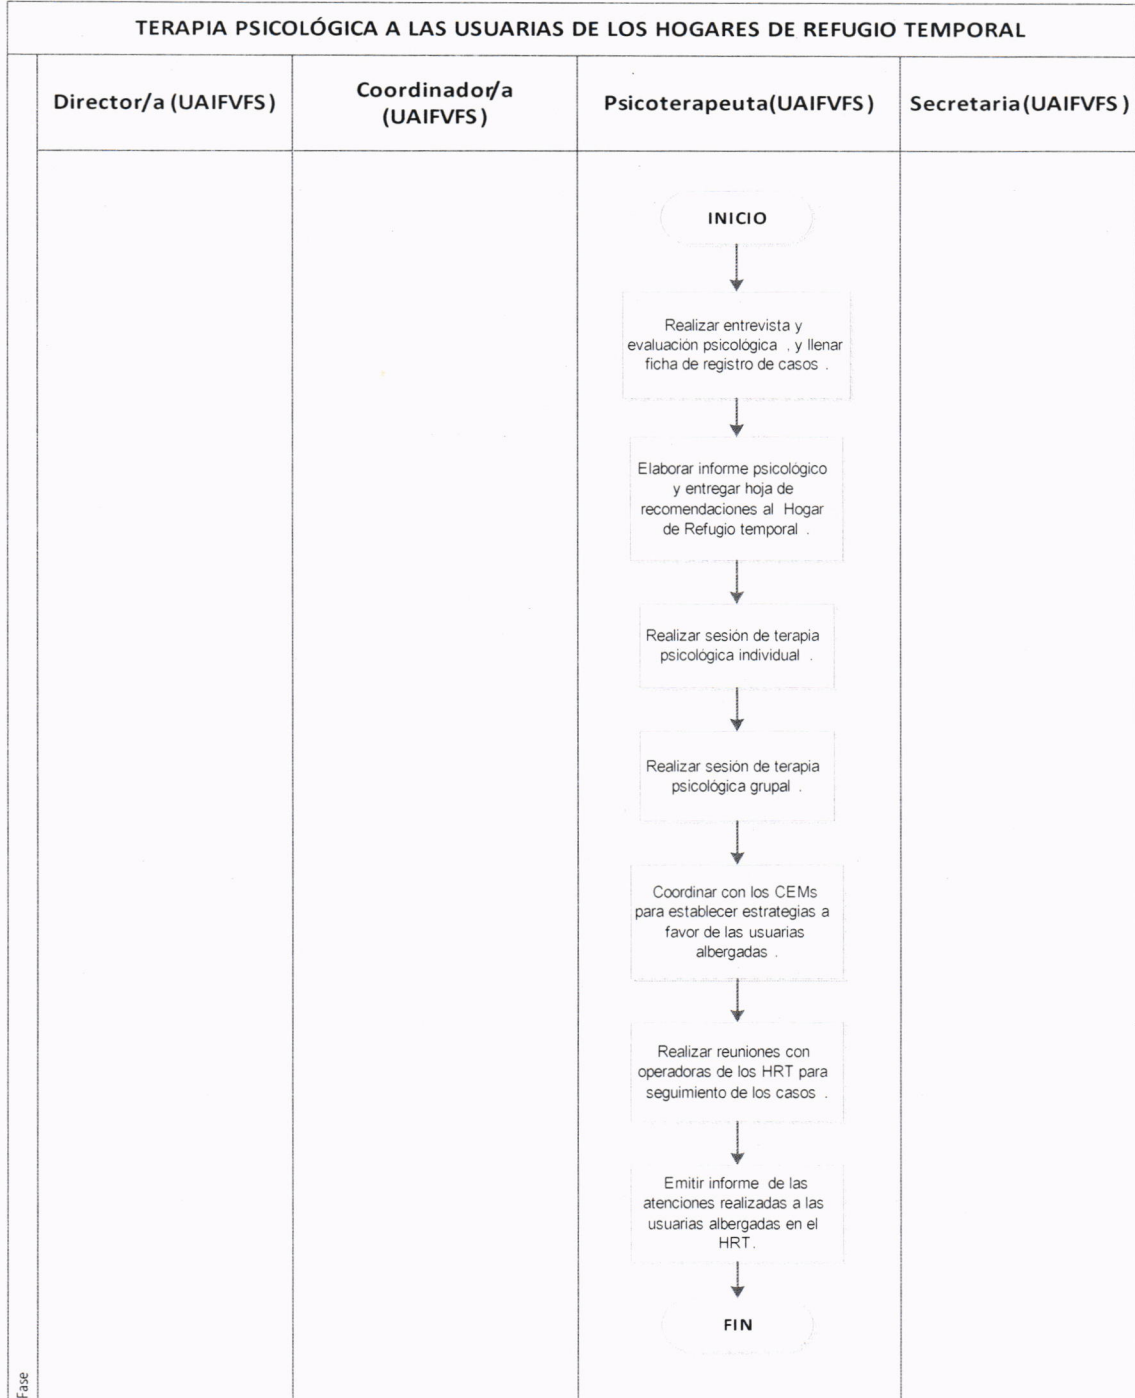 TERAPIA PSICOLÓGICA A LAS USUARIAS DE LOS HOGARES DE REFUGIO TEMPORAL
Director/a (UAIFVFS)
Coordinador/a
(UAIFVFS)
Psicoterapeuta(UAIFVFS)
Secretaria(UAIFVFS)
INICIO
Realizar entrevista y
evaluación psicológica , y llenar
ficha de registro de casos .
Elaborar informe psicológico
y entregar hoja de
recomendaciones al Hogar
de Refugio temporal .
Realizar sesión de terapia
psicológica individual .
Realizar sesión de terapia
psicológica grupal .
Coordinar con los CEMs
para establecer estrategias a
favor de las usuarias
albergadas .
Realizar reuniones con
operadoras de los HRT para
seguimiento de los casos .
Emitir informe de las
atenciones realizadas a las
usuarias albergadas en el
HRT.
FIN
Fase